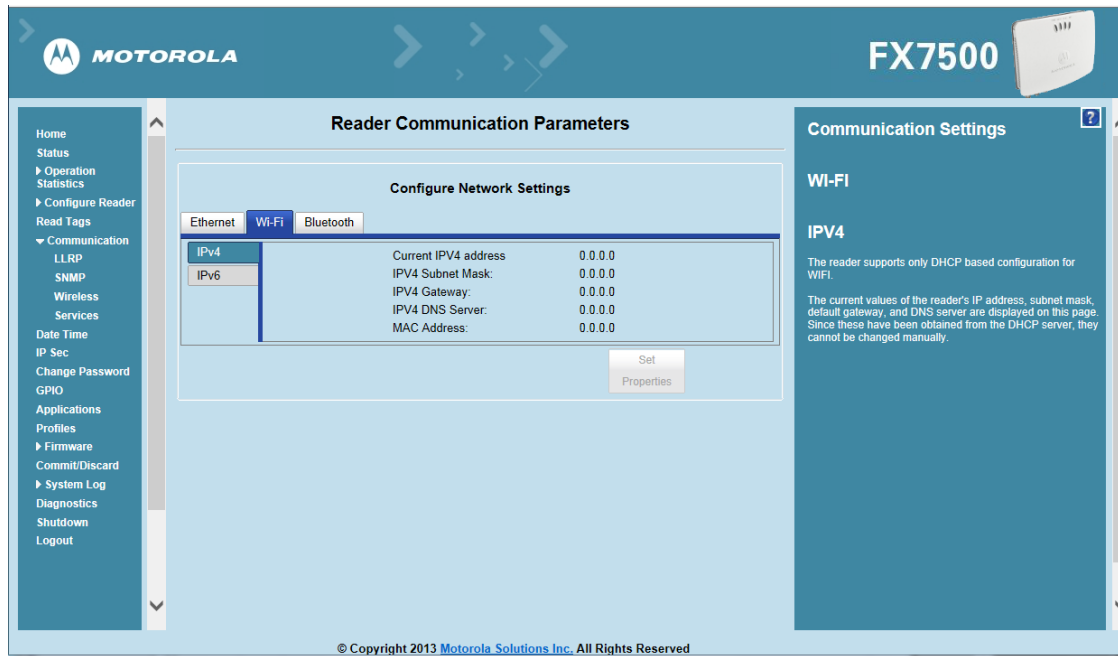 MOTOROLA
FX7500
Home
Status
Operation
Statistics
Configure Reader
Read Tags
Communication
LLRP
SNMP
Wireless
Services
Date Time
IP Sec
Change Password
GPIO
Applications
Profiles
Firmware
Commit/Discard
System Log
Diagnostics
Shutdown
Logout
Reader Communication Parameters
Configure Network Settings
Ethernet Wi-Fi Bluetooth
IPv4
IPv6
Current IPV4 address 0.0.0.0
IPV4 Subnet Mask: 0.0.0.0
IPV4 Gateway: 0.0.0.0
IPV4 DNS Server: 0.0.0.0
MAC Address: 0.0.0.0
Set
Properties
Communication Settings ?
WI-FI
IPV4
The reader supports only DHCP based configuration for
WIFI.
The current values of the reader's IP address, subnet mask,
default gateway, and DNS server are displayed on this page.
Since these have been obtained from the DHCP server, they
cannot be changed manually.
© Copyright 2013 Motorola Solutions Inc. All Rights Reserved